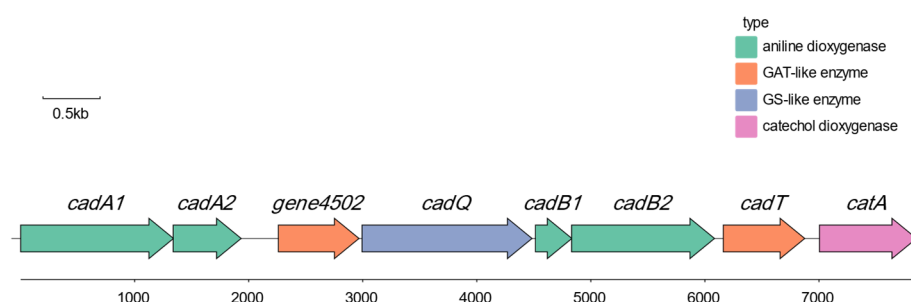 type
aniline dioxygenase
GAT-like enzyme
GS-like enzyme
catechol dioxygenase
0.5kb
cadA1 cadA2 gene4502 cadQ cadB1 cadB2 cadT catA
1000 2000 3000 4000 5000 6000 7000